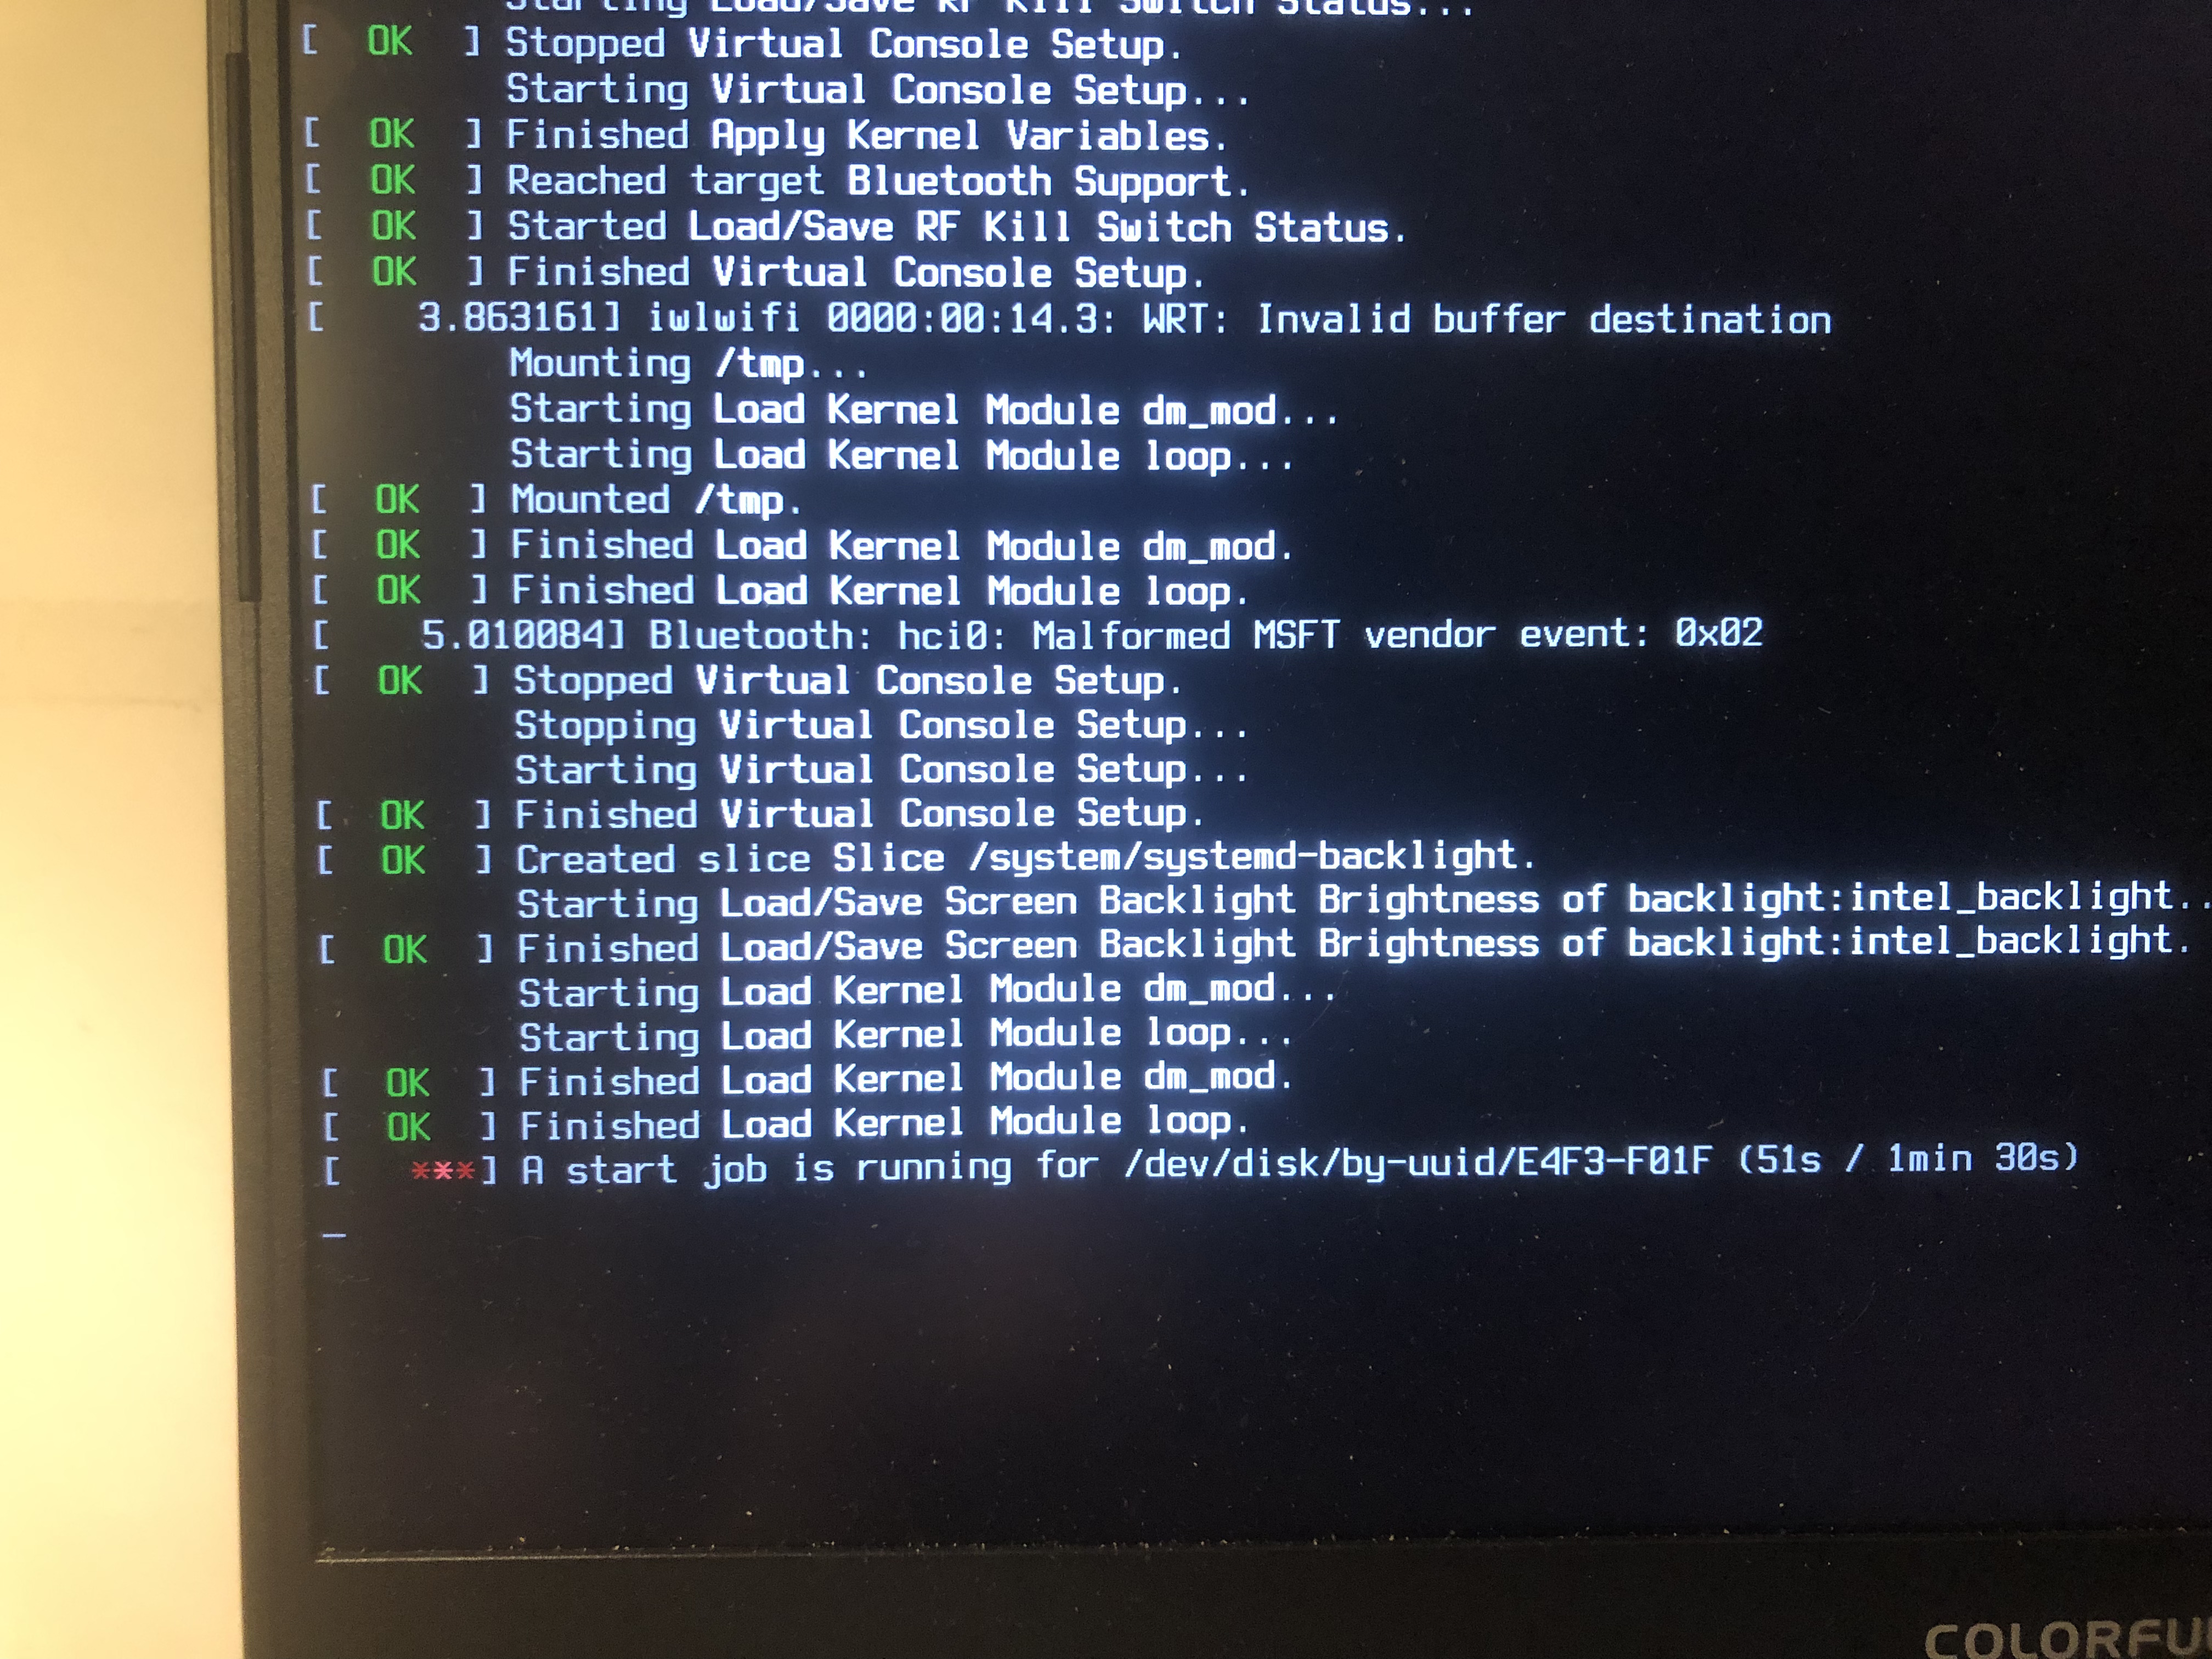 Starting Load/Save RF Kill Switch Status...
[  OK  ] Stopped Virtual Console Setup.
         Starting Virtual Console Setup...
[  OK  ] Finished Apply Kernel Variables.
[  OK  ] Reached target Bluetooth Support.
[  OK  ] Started Load/Save RF Kill Switch Status.
[  OK  ] Finished Virtual Console Setup.
[    3.863161] iwlwifi 0000:00:14.3: WRT: Invalid buffer destination
         Mounting /tmp...
         Starting Load Kernel Module dm_mod...
         Starting Load Kernel Module loop...
[  OK  ] Mounted /tmp.
[  OK  ] Finished Load Kernel Module dm_mod.
[  OK  ] Finished Load Kernel Module loop.
[    5.010084] Bluetooth: hci0: Malformed MSFT vendor event: 0x02
[  OK  ] Stopped Virtual Console Setup.
         Stopping Virtual Console Setup...
         Starting Virtual Console Setup...
[  OK  ] Finished Virtual Console Setup.
[  OK  ] Created slice Slice /system/systemd-backlight.
         Starting Load/Save Screen Backlight Brightness of backlight:intel_backlight..
[  OK  ] Finished Load/Save Screen Backlight Brightness of backlight:intel_backlight.
         Starting Load Kernel Module dm_mod...
         Starting Load Kernel Module loop...
[  OK  ] Finished Load Kernel Module dm_mod.
[  OK  ] Finished Load Kernel Module loop.
[   ***] A start job is running for /dev/disk/by-uuid/E4F3-F01F (51s / 1min 30s)
_
COLORFU